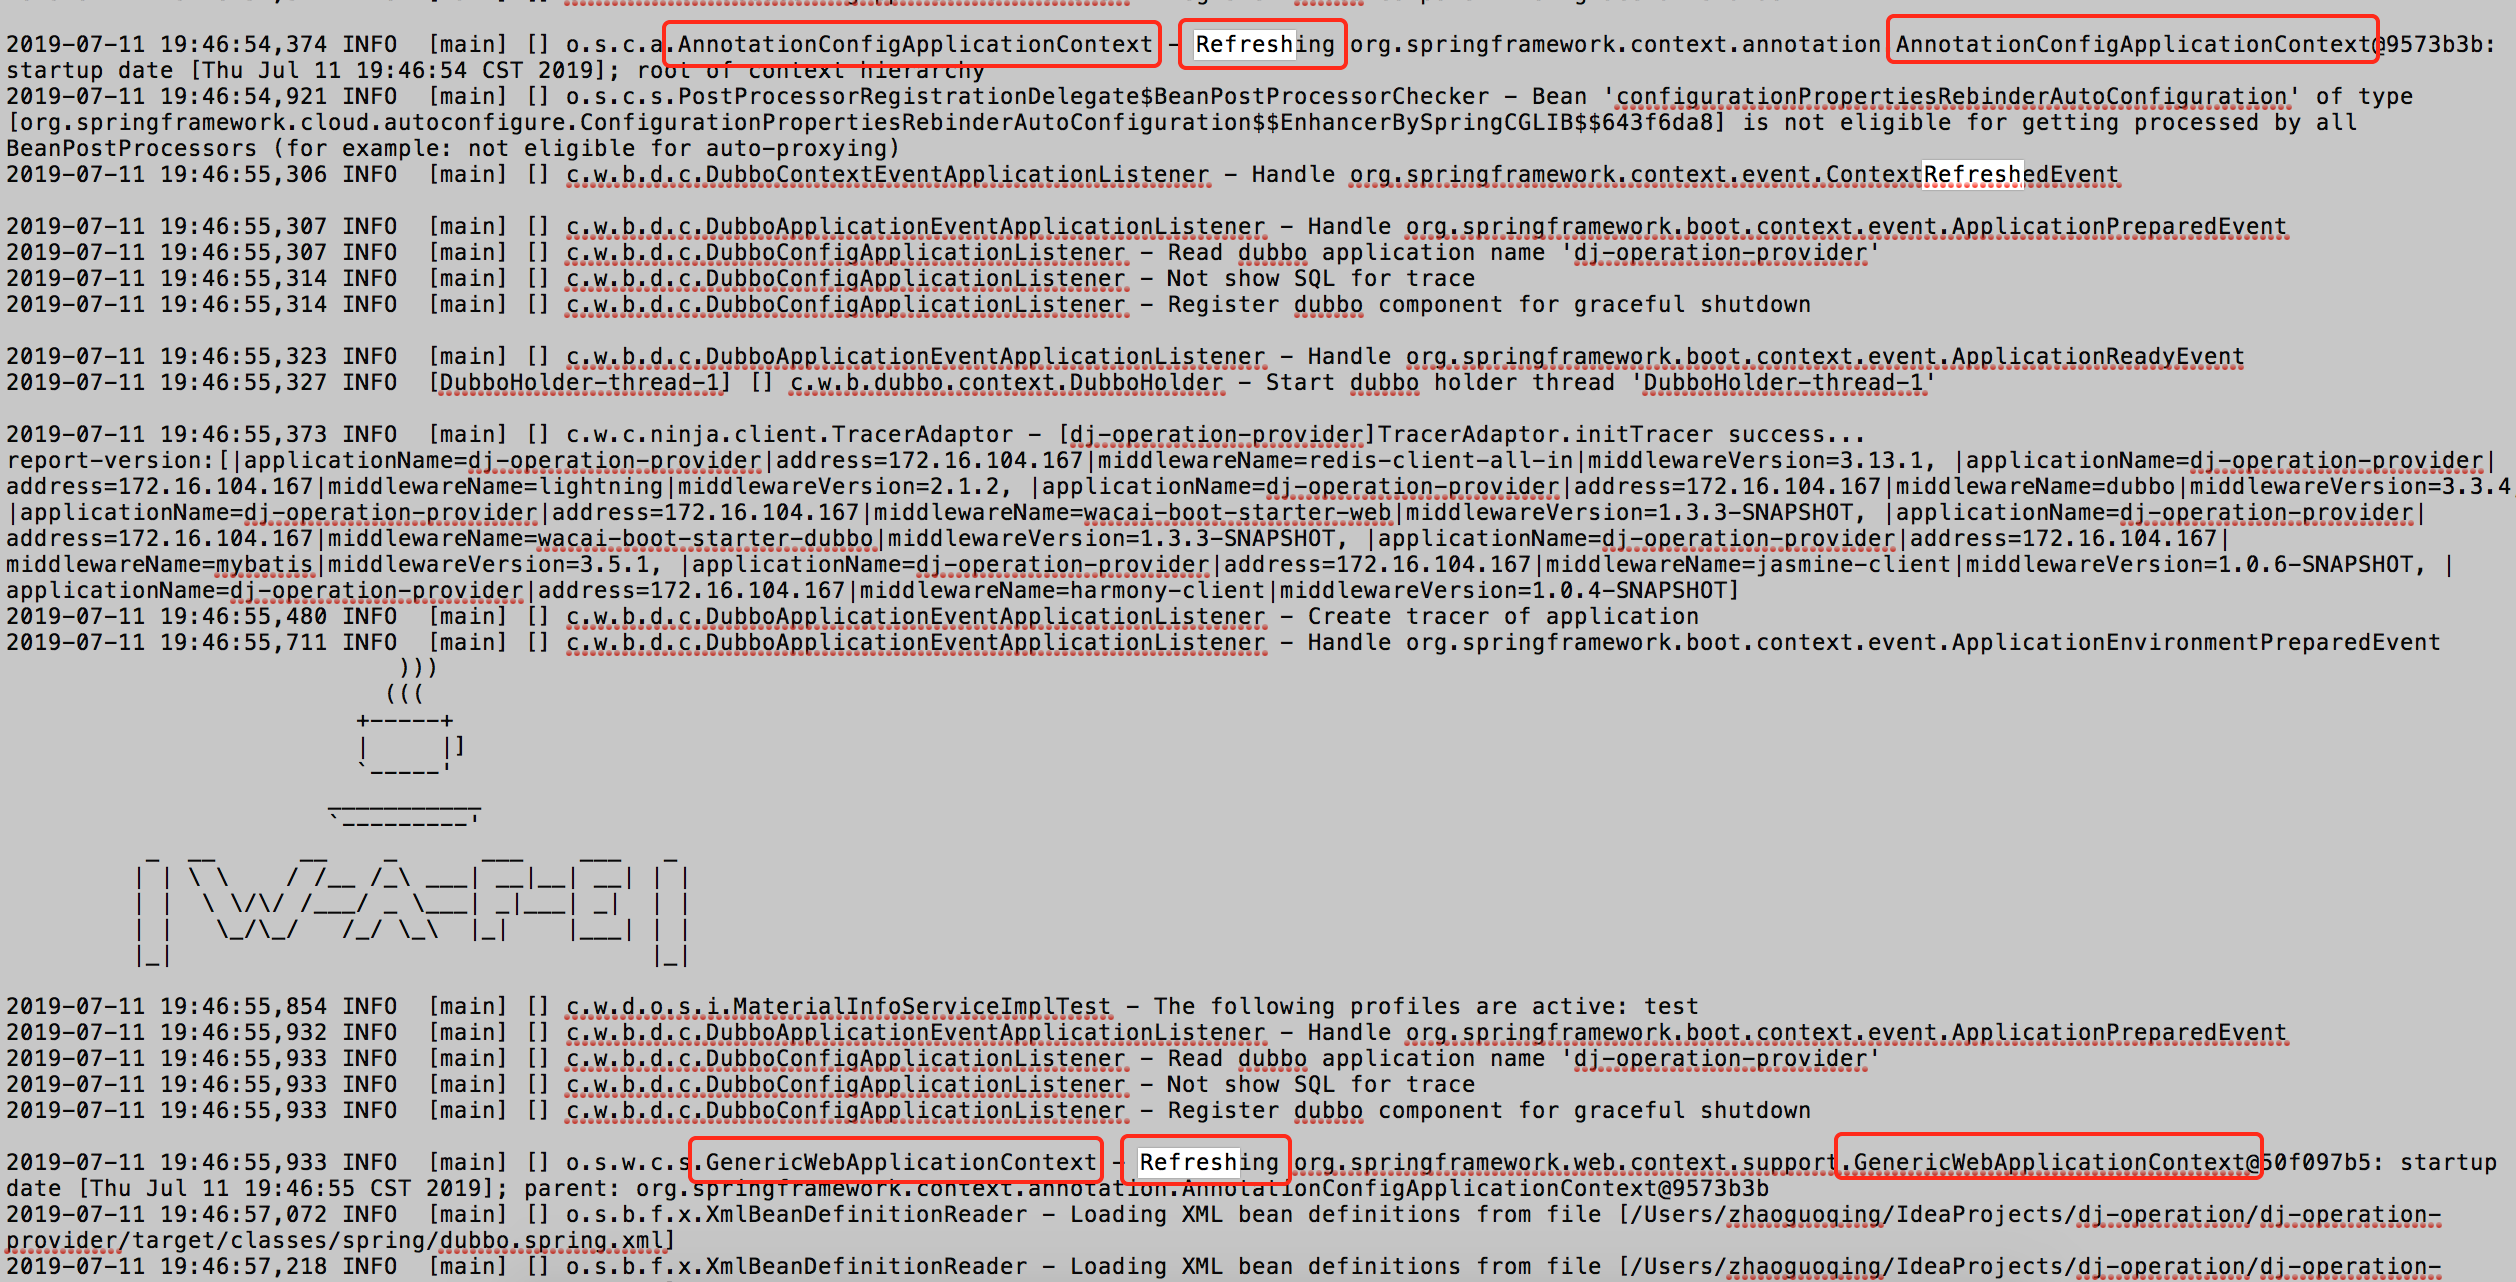 2019-07-11 19:46:54,374 INFO  [main] [] o.s.c.a.AnnotationConfigApplicationContext - Refreshing org.springframework.context.annotation AnnotationConfigApplicationContext@9573b3b:
startup date [Thu Jul 11 19:46:54 CST 2019]; root of context hierarchy
2019-07-11 19:46:54,921 INFO  [main] [] o.s.c.s.PostProcessorRegistrationDelegate$BeanPostProcessorChecker - Bean 'configurationPropertiesRebinderAutoConfiguration' of type
[org.springframework.cloud.autoconfigure.ConfigurationPropertiesRebinderAutoConfiguration$$EnhancerBySpringCGLIB$$643f6da8] is not eligible for getting processed by all
BeanPostProcessors (for example: not eligible for auto-proxying)
2019-07-11 19:46:55,306 INFO  [main] [] c.w.b.d.c.DubboContextEventApplicationListener - Handle org.springframework.context.event.ContextRefreshedEvent
2019-07-11 19:46:55,307 INFO  [main] [] c.w.b.d.c.DubboApplicationEventApplicationListener - Handle org.springframework.boot.context.event.ApplicationPreparedEvent
2019-07-11 19:46:55,307 INFO  [main] [] c.w.b.d.c.DubboConfigApplicationListener - Read dubbo application name 'dj-operation-provider'
2019-07-11 19:46:55,314 INFO  [main] [] c.w.b.d.c.DubboConfigApplicationListener - Not show SQL for trace
2019-07-11 19:46:55,314 INFO  [main] [] c.w.b.d.c.DubboConfigApplicationListener - Register dubbo component for graceful shutdown
2019-07-11 19:46:55,323 INFO  [main] [] c.w.b.d.c.DubboApplicationEventApplicationListener - Handle org.springframework.boot.context.event.ApplicationReadyEvent
2019-07-11 19:46:55,327 INFO  [DubboHolder-thread-1] [] c.w.b.dubbo.context.DubboHolder - Start dubbo holder thread 'DubboHolder-thread-1'
2019-07-11 19:46:55,373 INFO  [main] [] c.w.c.ninja.client.TracerAdaptor - [dj-operation-provider]TracerAdaptor.initTracer success...
report-version:[|applicationName=dj-operation-provider|address=172.16.104.167|middlewareName=redis-client-all-in|middlewareVersion=3.13.1, |applicationName=dj-operation-provider|
address=172.16.104.167|middlewareName=lightning|middlewareVersion=2.1.2, |applicationName=dj-operation-provider|address=172.16.104.167|middlewareName=dubbo|middlewareVersion=3.3.4,
|applicationName=dj-operation-provider|address=172.16.104.167|middlewareName=wacai-boot-starter-web|middlewareVersion=1.3.3-SNAPSHOT, |applicationName=dj-operation-provider|
address=172.16.104.167|middlewareName=wacai-boot-starter-dubbo|middlewareVersion=1.3.3-SNAPSHOT, |applicationName=dj-operation-provider|address=172.16.104.167|
middlewareName=mybatis|middlewareVersion=3.5.1, |applicationName=dj-operation-provider|address=172.16.104.167|middlewareName=jasmine-client|middlewareVersion=1.0.6-SNAPSHOT, |
applicationName=dj-operation-provider|address=172.16.104.167|middlewareName=harmony-client|middlewareVersion=1.0.4-SNAPSHOT]
2019-07-11 19:46:55,480 INFO  [main] [] c.w.b.d.c.DubboApplicationEventApplicationListener - Create tracer of application
2019-07-11 19:46:55,711 INFO  [main] [] c.w.b.d.c.DubboApplicationEventApplicationListener - Handle org.springframework.boot.context.event.ApplicationEnvironmentPreparedEvent
2019-07-11 19:46:55,854 INFO  [main] [] c.w.d.o.s.i.MaterialInfoServiceImplTest - The following profiles are active: test
2019-07-11 19:46:55,932 INFO  [main] [] c.w.b.d.c.DubboApplicationEventApplicationListener - Handle org.springframework.boot.context.event.ApplicationPreparedEvent
2019-07-11 19:46:55,933 INFO  [main] [] c.w.b.d.c.DubboConfigApplicationListener - Read dubbo application name 'dj-operation-provider'
2019-07-11 19:46:55,933 INFO  [main] [] c.w.b.d.c.DubboConfigApplicationListener - Not show SQL for trace
2019-07-11 19:46:55,933 INFO  [main] [] c.w.b.d.c.DubboConfigApplicationListener - Register dubbo component for graceful shutdown
2019-07-11 19:46:55,933 INFO  [main] [] o.s.w.c.s.GenericWebApplicationContext - Refreshing org.springframework.web.context.support.GenericWebApplicationContext@50f097b5: startup
date [Thu Jul 11 19:46:55 CST 2019]; parent: org.springframework.context.annotation.AnnotationConfigApplicationContext@9573b3b
2019-07-11 19:46:57,072 INFO  [main] [] o.s.b.f.x.XmlBeanDefinitionReader - Loading XML bean definitions from file [/Users/zhaoguoqing/IdeaProjects/dj-operation/dj-operation-
provider/target/classes/spring/dubbo.spring.xml]
2019-07-11 19:46:57,218 INFO  [main] [] o.s.b.f.x.XmlBeanDefinitionReader - Loading XML bean definitions from file [/Users/zhaoguoqing/IdeaProjects/dj-operation/dj-operation-